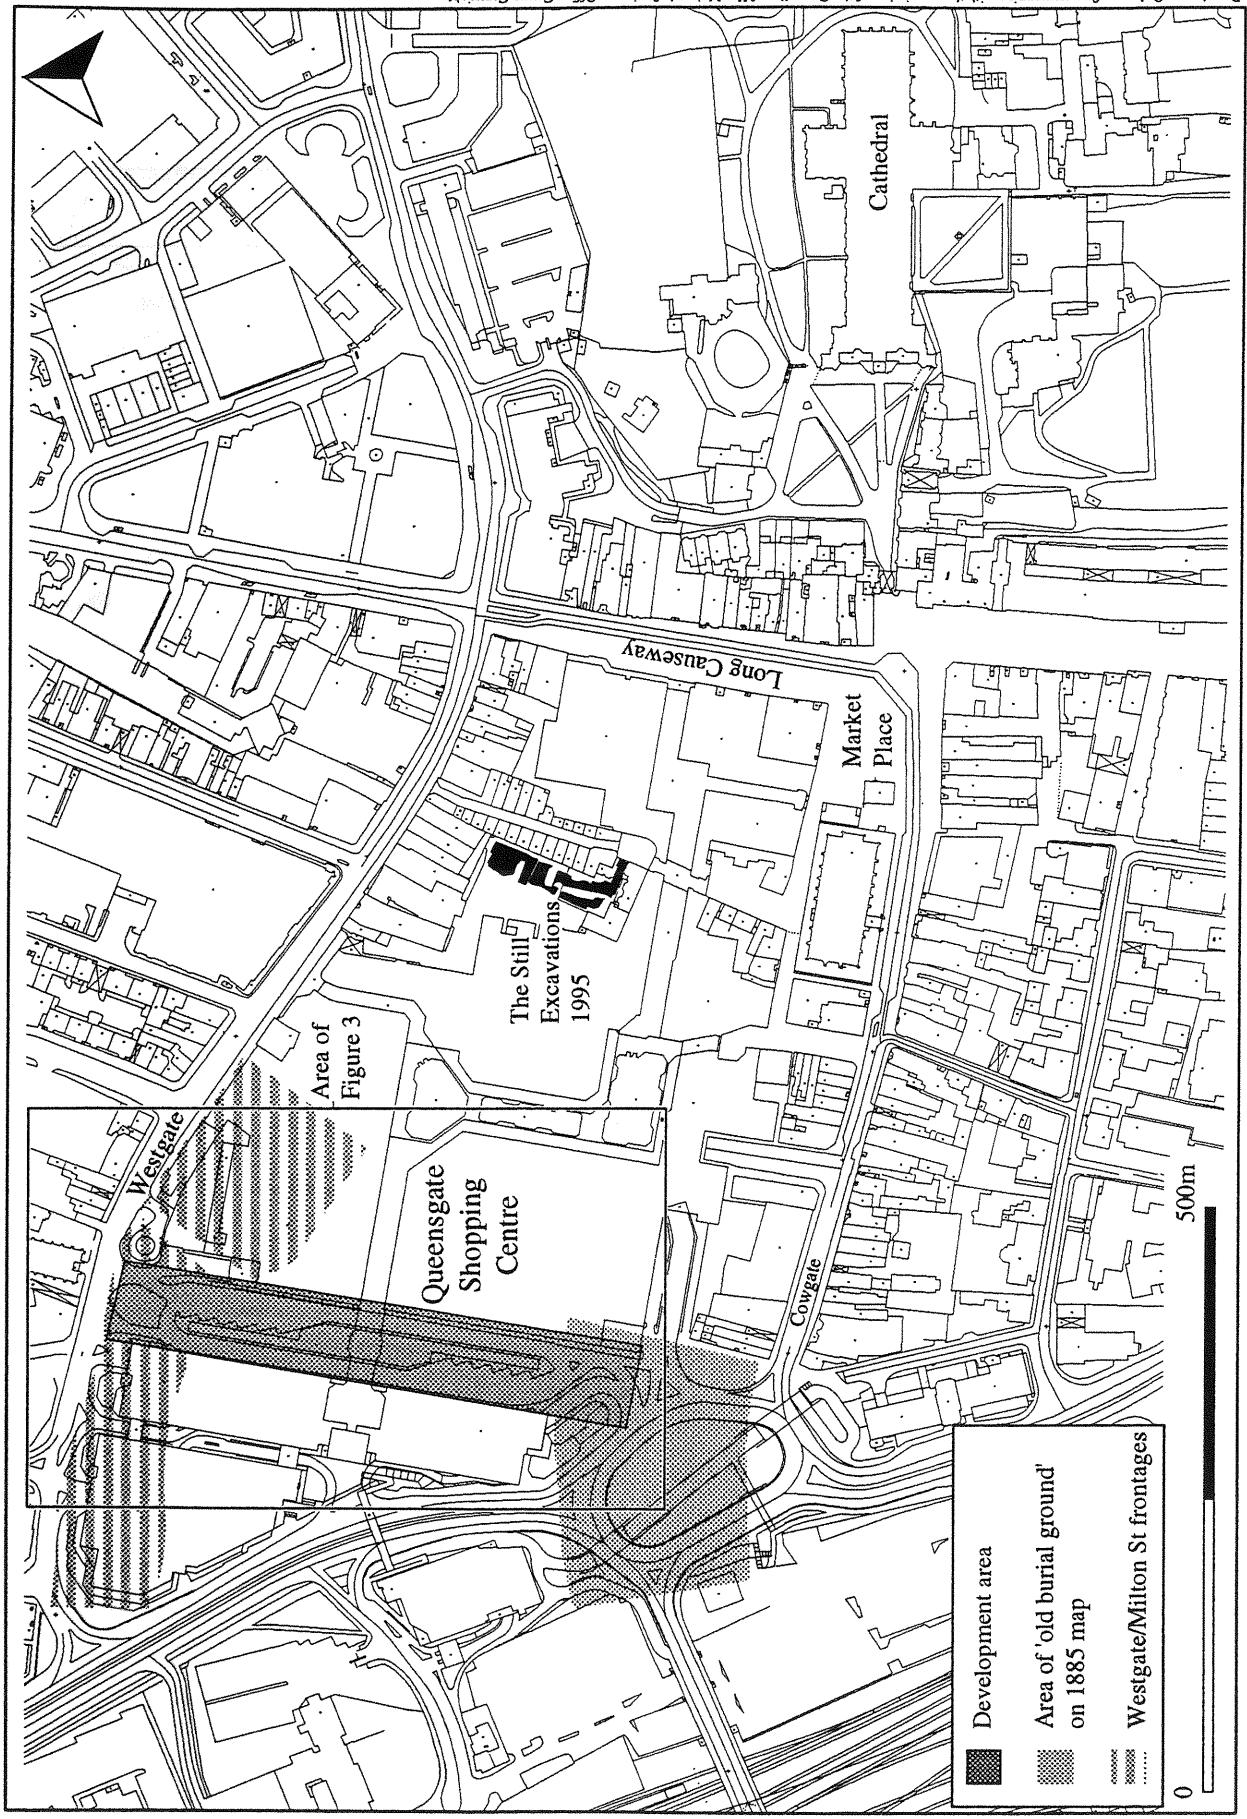 Cathedral
Long Causeway
Market
Place
The Still
Excavations
1995
Area of
Figure 3
Westgate
Queensgate
Shopping
Centre
Cowgate
Development area
Area of 'old burial ground'
on 1885 map
Westgate/Milton St frontages
0
500m